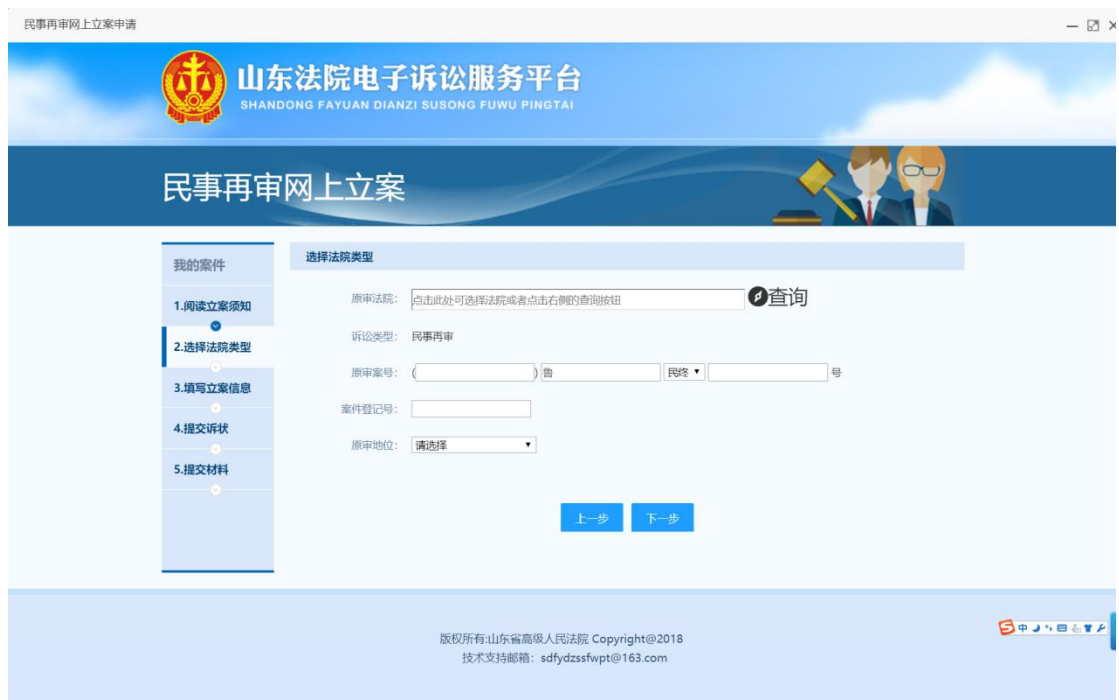 民事再审网上立案申请
山东法院电子诉讼服务平台
SHANDONG FAYUAN DIANZI SUSONG FUWU PINGTAI
民事再审网上立案
我的案件
1.阅读立案须知
2.选择法院类型
3.填写立案信息
4.提交诉状
5.提交材料
选择法院类型
原审法院： 点击此处可选择法院或者点击右侧的查询按钮 查询
诉讼类型： 民事再审
原审案号： ( ) 鲁 民终 号
案件登记号：
原审地位： 请选择
上一步 下一步
版权所有:山东省高级人民法院 Copyright@2018
技术支持邮箱：sdfydzssfwpt@163.com
中